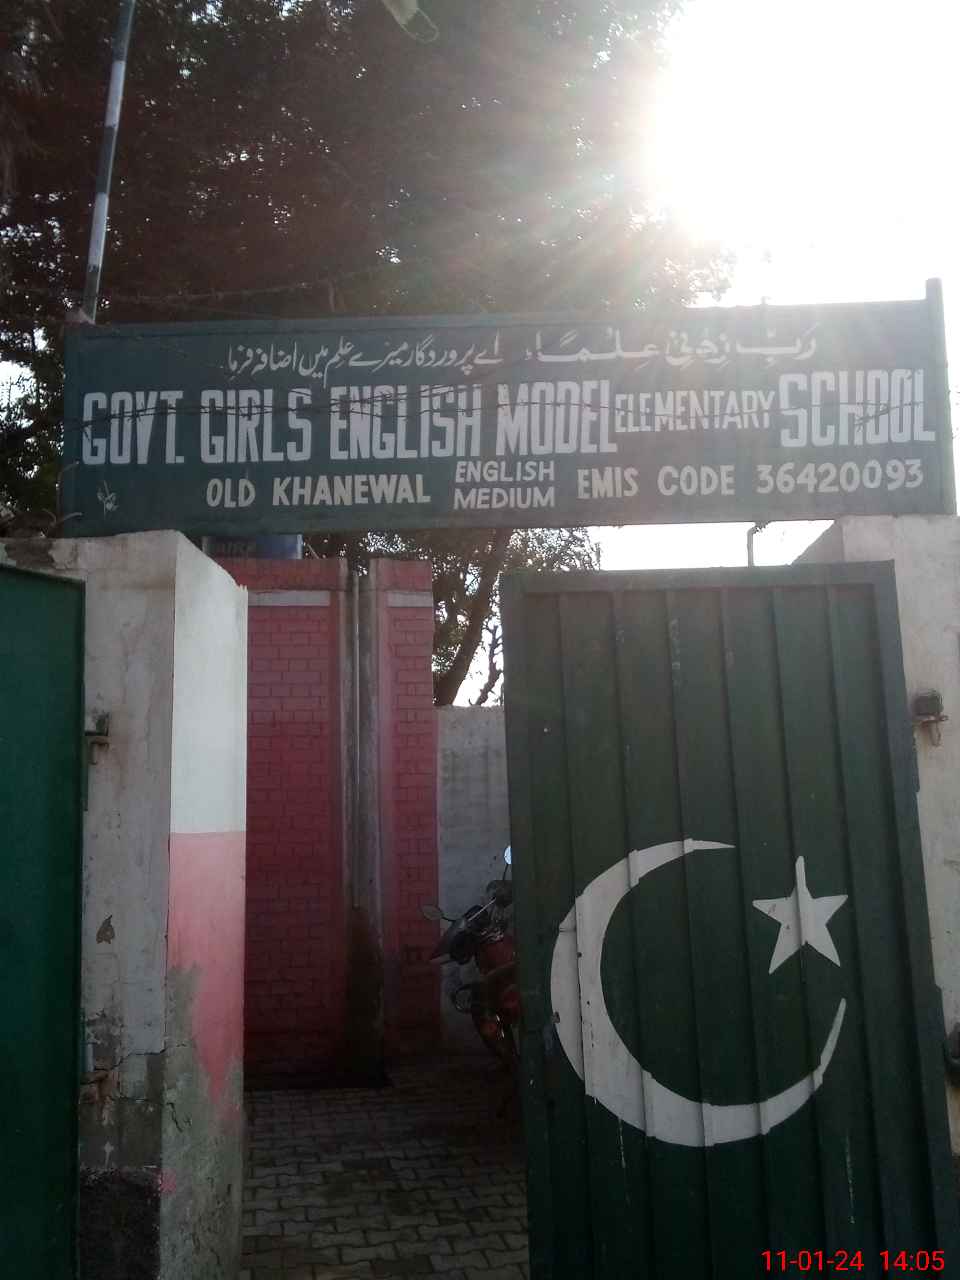 رَبِّ زِدْنِیْ عِلْمًا اے پروردگار میرے علم میں اضافہ فرما
GOVT. GIRLS ENGLISH MODEL ELEMENTARY SCHOOL
OLD KHANEWAL ENGLISH MEDIUM EMIS CODE 36420093
11-01-24 14:05